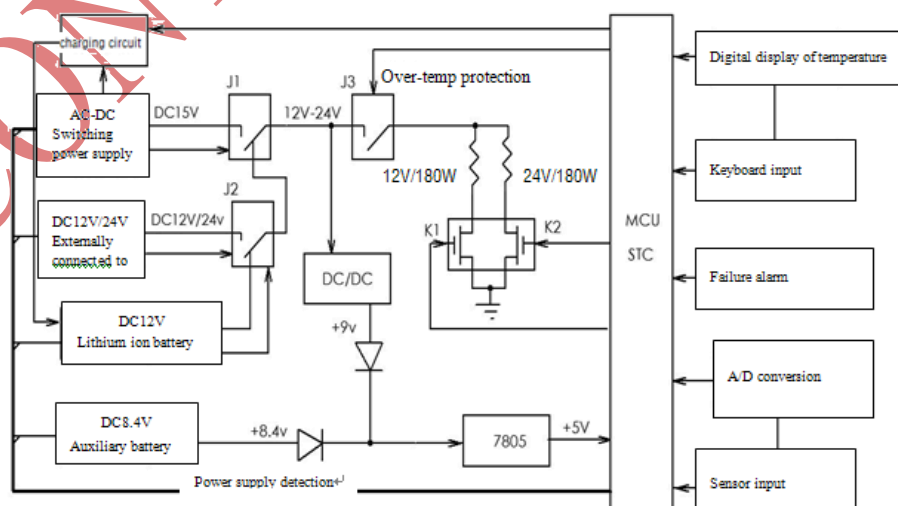 charging circuit
Digital display of temperature
Over-temp protection
J1
J3
AC-DC
Switching
power supply
DC15V
12V-24V
12V/180W
24V/180W
Keyboard input
J2
DC12V/24V
Externally
connected to
DC12V/24v
K1
K2
MCU
STC
DC/DC
Failure alarm
DC12V
Lithium ion battery
+9v
A/D conversion
DC8.4V
Auxiliary battery
+8.4v
7805
+5V
Power supply detection↵
Sensor input